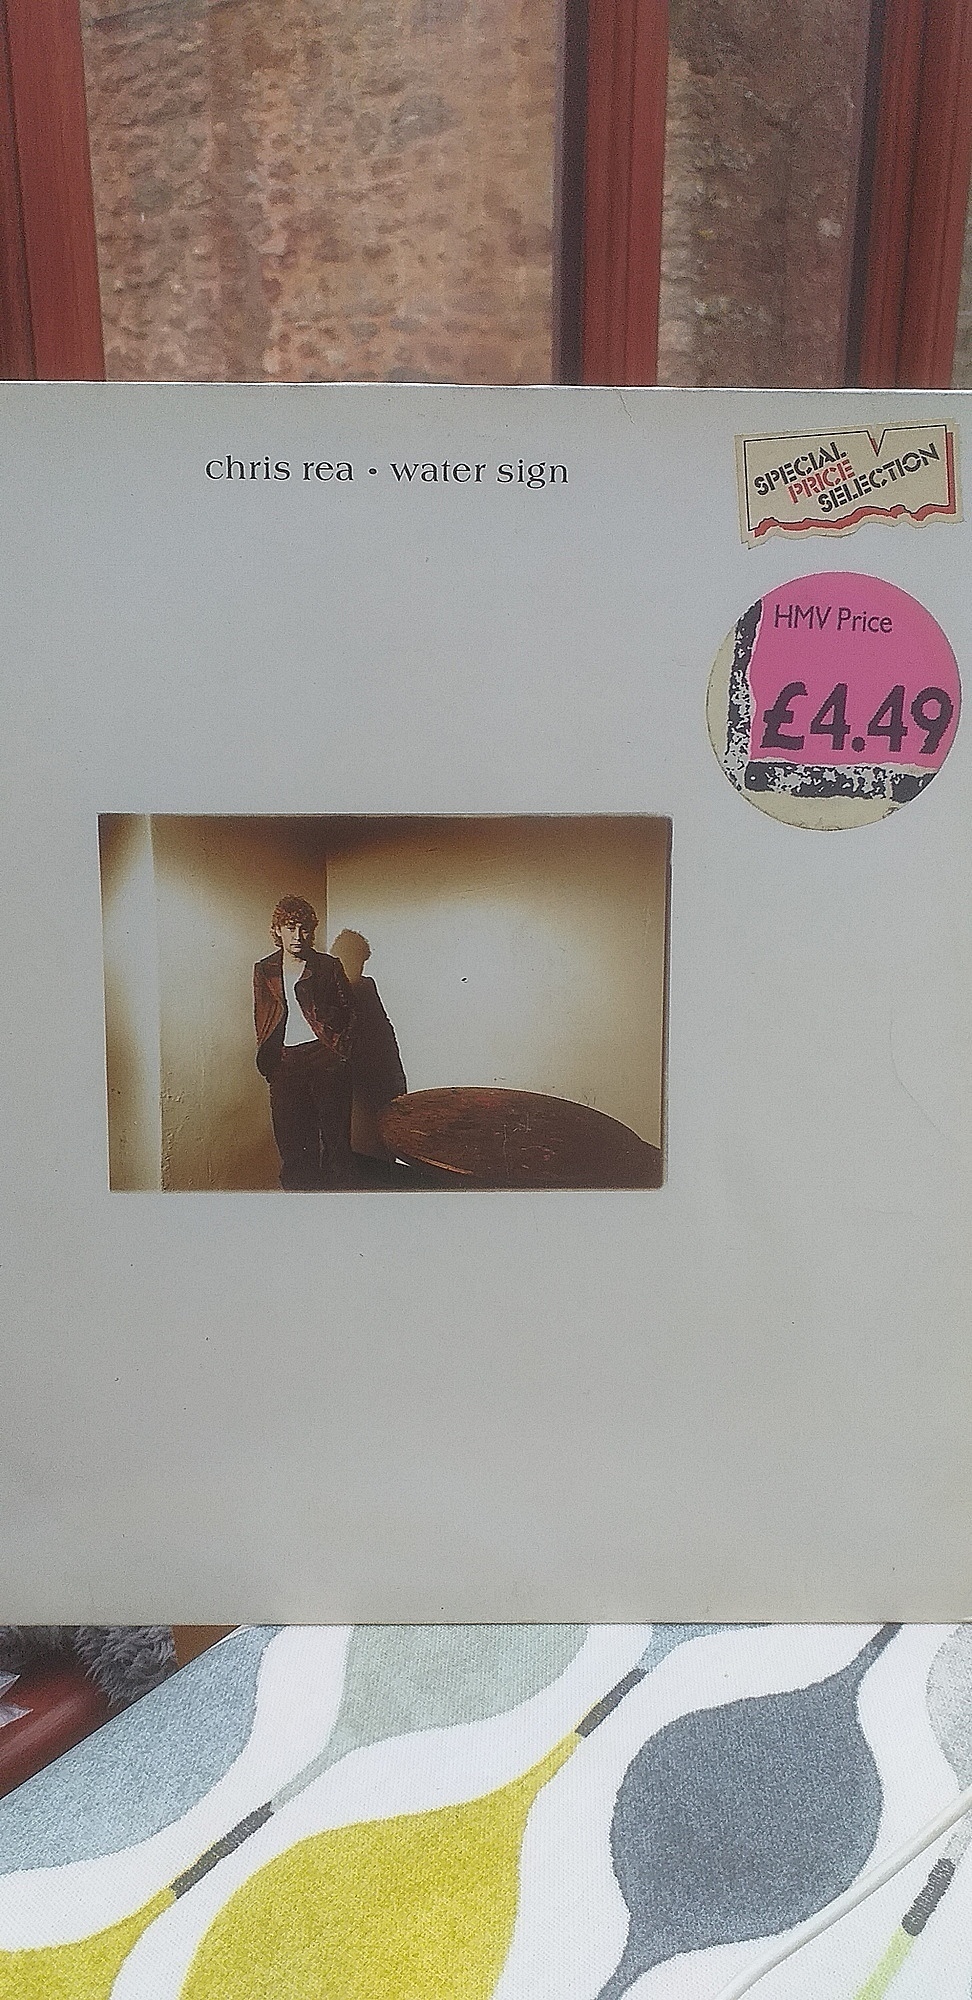 chris rea • water sign
SPECIAL
PRICE
SELECTION
HMV Price
£4.49